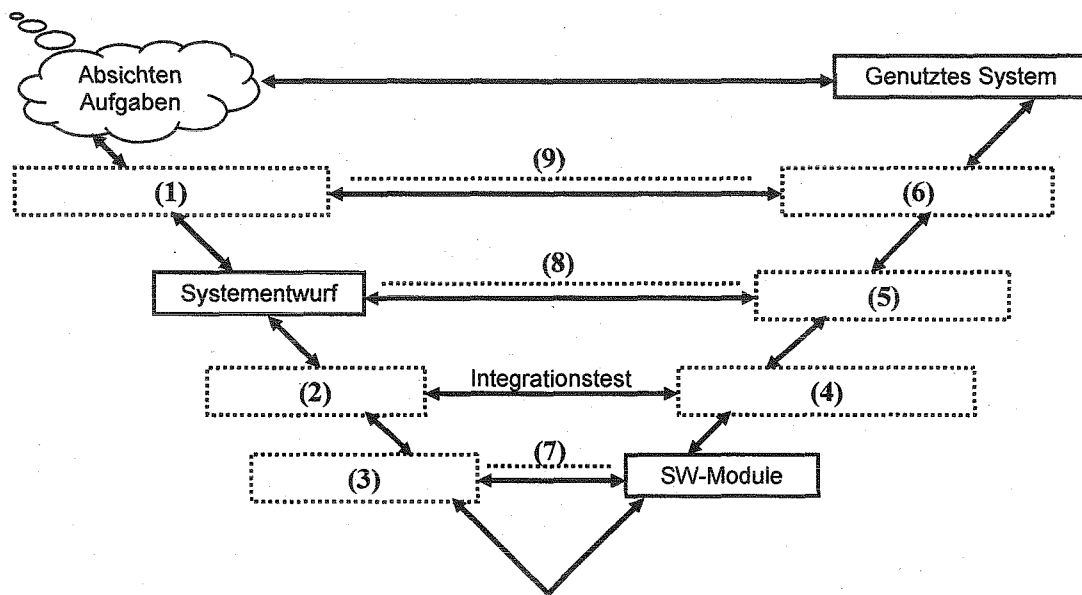 Absichten
Aufgaben
Genutztes System
(1)
(9)
(6)
Systementwurf
(8)
(5)
(2)
Integrationstest
(4)
(3)
(7)
SW-Module